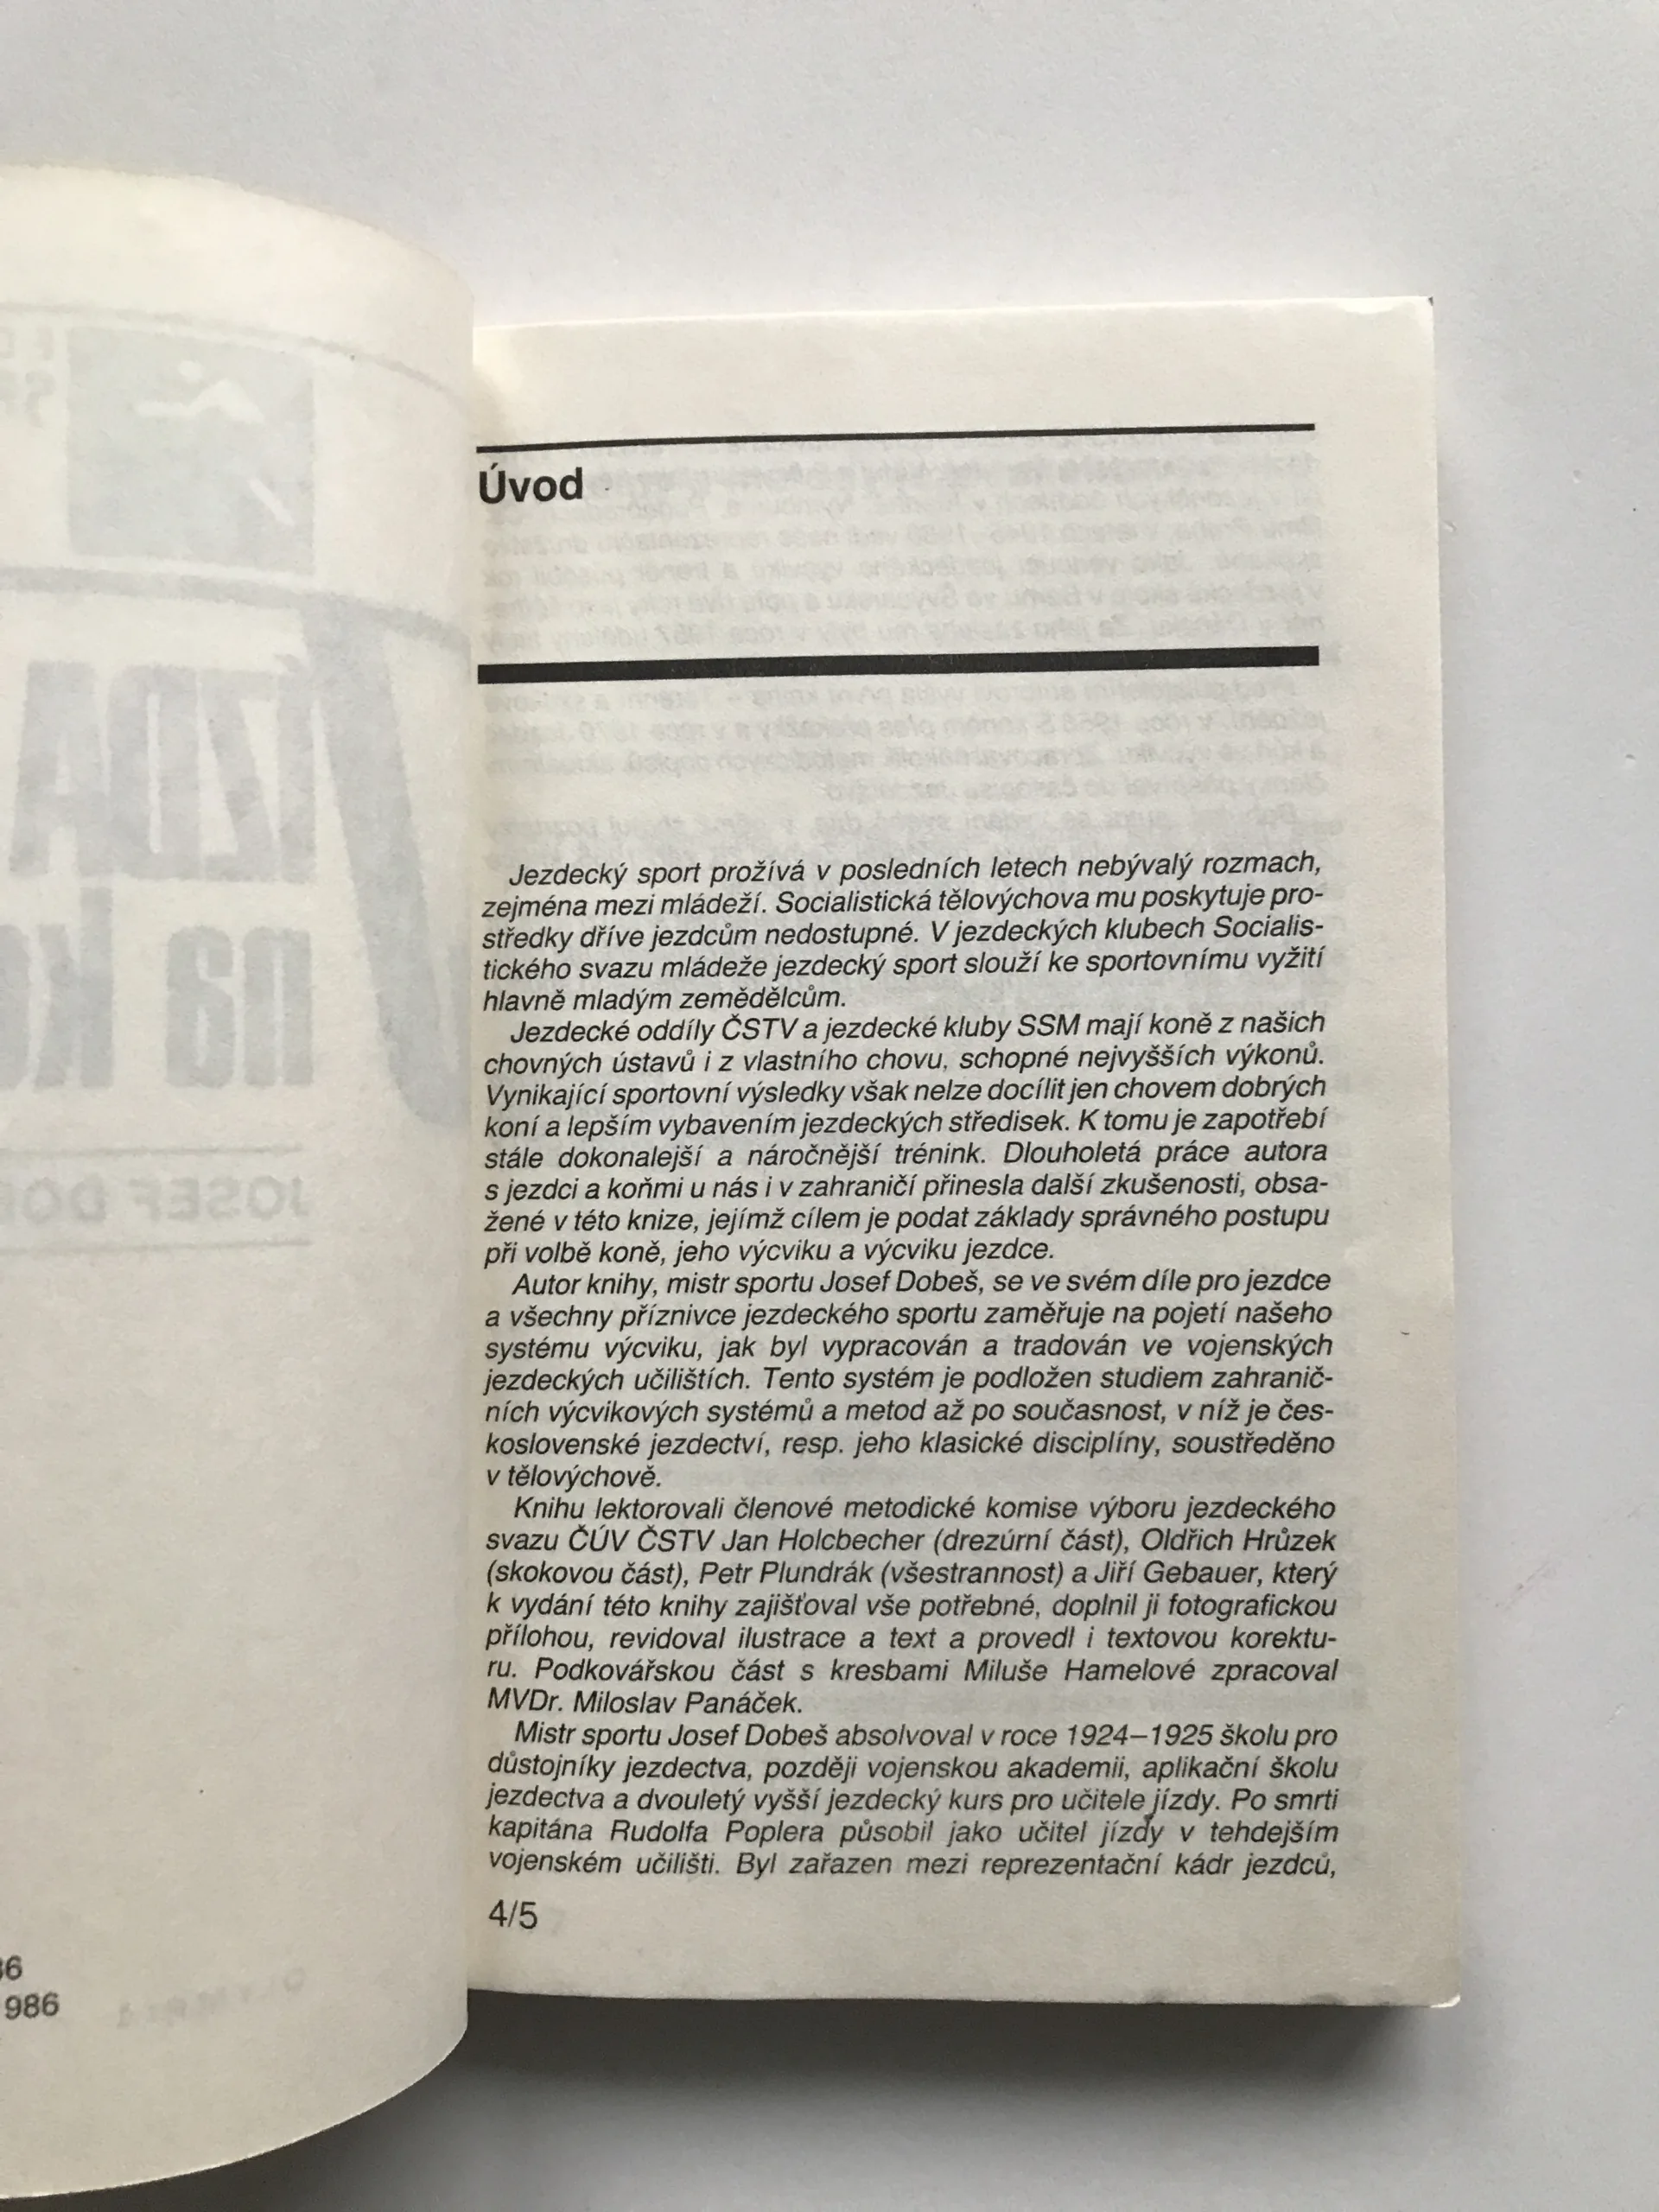 Úvod
Jezdecký sport prožívá v posledních letech nebývalý rozmach,
zejména mezi mládeží. Socialistická tělovýchova mu poskytuje pro-
středky dříve jezdcům nedostupné. V jezdeckých klubech Socialis-
tického svazu mládeže jezdecký sport slouží ke sportovnímu vyžití
hlavně mladým zemědělcům.
Jezdecké oddíly ČSTV a jezdecké kluby SSM mají koně z našich
chovných ústavů i z vlastního chovu, schopné nejvyšších výkonů.
Vynikající sportovní výsledky však nelze docílit jen chovem dobrých
koní a lepším vybavením jezdeckých středisek. K tomu je zapotřebí
stále dokonalejší a náročnější trénink. Dlouholetá práce autora
s jezdci a koňmi u nás i v zahraničí přinesla další zkušenosti, obsa-
žené v této knize, jejímž cílem je podat základy správného postupu
při volbě koně, jeho výcviku a výcviku jezdce.
Autor knihy, mistr sportu Josef Dobeš, se ve svém díle pro jezdce
a všechny příznivce jezdeckého sportu zaměřuje na pojetí našeho
systému výcviku, jak byl vypracován a tradován ve vojenských
jezdeckých učilištích. Tento systém je podložen studiem zahranič-
ních výcvikových systémů a metod až po současnost, v níž je čes-
koslovenské jezdectví, resp. jeho klasické disciplíny, soustředěno
v tělovýchově.
Knihu lektorovali členové metodické komise výboru jezdeckého
svazu ČÚV ČSTV Jan Holcbecher (drezúrní část), Oldřich Hrůzek
(skokovou část), Petr Plundrák (všestrannost) a Jiří Gebauer, který
k vydání této knihy zajišťoval vše potřebné, doplnil ji fotografickou
přílohou, revidoval ilustrace a text a provedl i textovou korektu-
ru. Podkovářskou část s kresbami Miluše Hamelové zpracoval
MVDr. Miloslav Panáček.
Mistr sportu Josef Dobeš absolvoval v roce 1924–1925 školu pro
důstojníky jezdectva, později vojenskou akademii, aplikační školu
jezdectva a dvouletý vyšší jezdecký kurs pro učitele jízdy. Po smrti
kapitána Rudolfa Poplera působil jako učitel jízdy v tehdejším
vojenském učilišti. Byl zařazen mezi reprezentační kádr jezdců,
4/5
86
1986